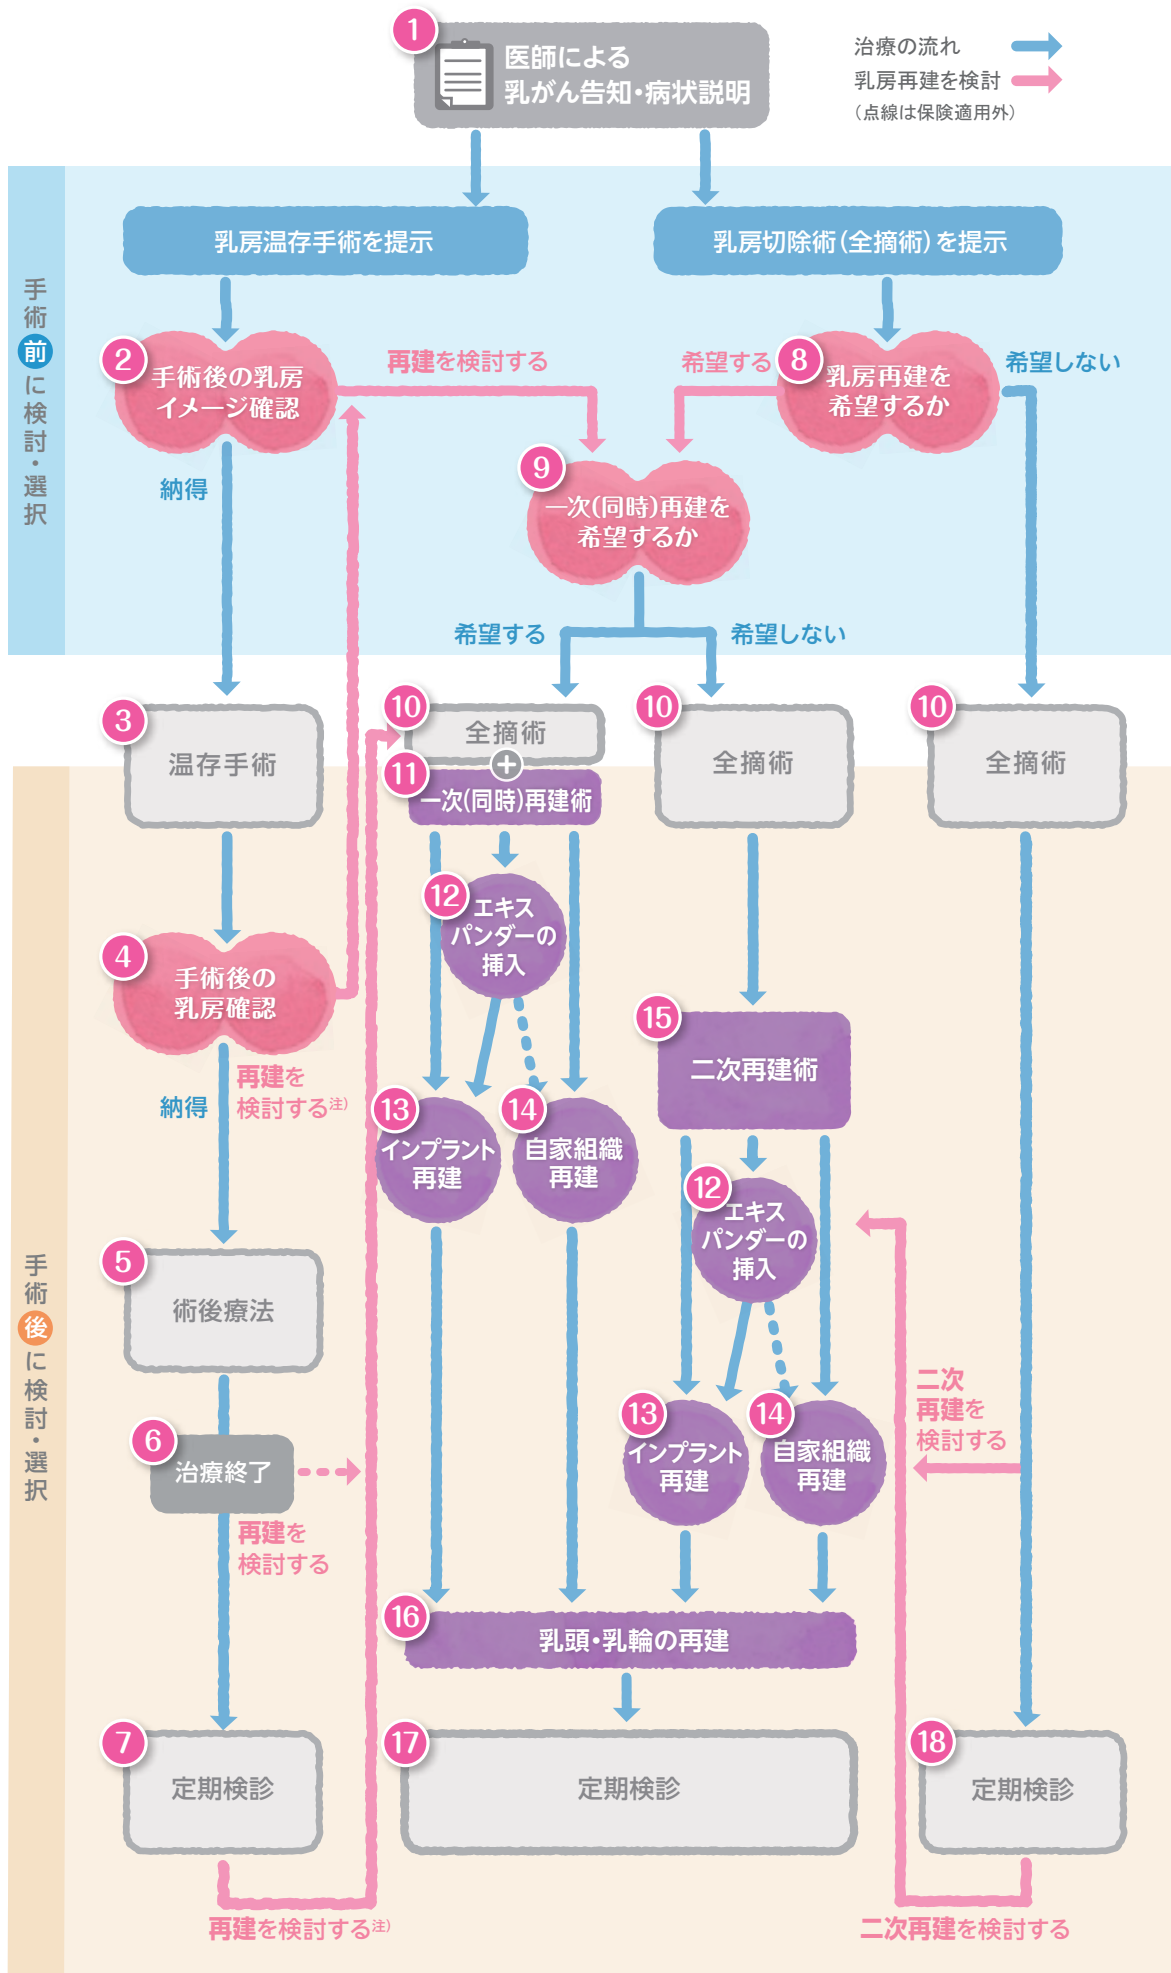 1
医師による
乳がん告知・病状説明
治療の流れ
乳房再建を検討
(点線は保険適用外)
手術前に検討・選択
乳房温存手術を提示
乳房切除術(全摘術)を提示
2
手術後の乳房
イメージ確認
再建を検討する
希望する
8
乳房再建を
希望するか
希望しない
納得
9
一次(同時)再建を
希望するか
希望する
希望しない
3
温存手術
10
全摘術
+
11
一次(同時)再建術
10
全摘術
10
全摘術
手術後に検討・選択
12
エキス
パンダーの
挿入
4
手術後の
乳房確認
再建を
検討する注)
納得
13
インプラント
再建
14
自家組織
再建
15
二次再建術
12
エキス
パンダーの
挿入
5
術後療法
13
インプラント
再建
14
自家組織
再建
二次
再建を
検討する
6
治療終了
再建を
検討する
16
乳頭・乳輪の再建
7
定期検診
17
定期検診
18
定期検診
再建を検討する注)
二次再建を検討する